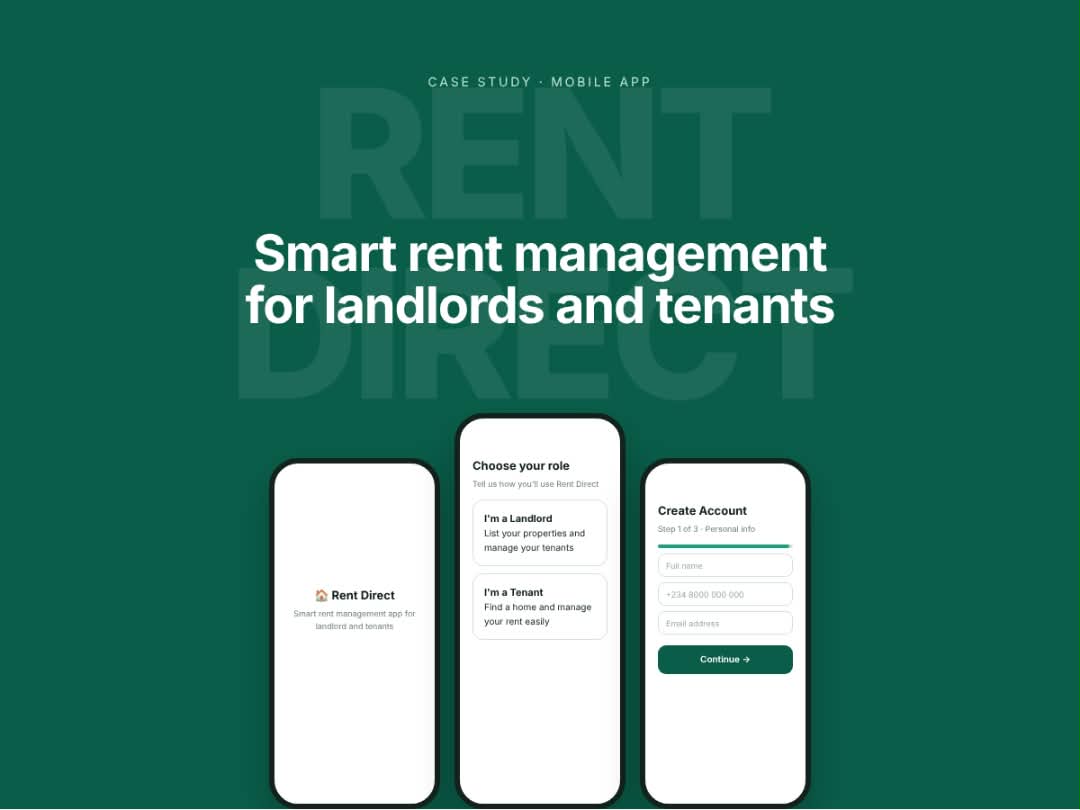 CASE STUDY · MOBILE APP
RENT
Smart rent management
for landlords and tenants
DIRECT
🏠 Rent Direct
Smart rent management app for
landlord and tenants
Choose your role
Tell us how you'll use Rent Direct
I'm a Landlord
List your properties and
manage your tenants
I'm a Tenant
Find a home and manage
your rent easily
Create Account
Step 1 of 3 · Personal info
Full name
+234 8000 000 000
Email address
Continue →